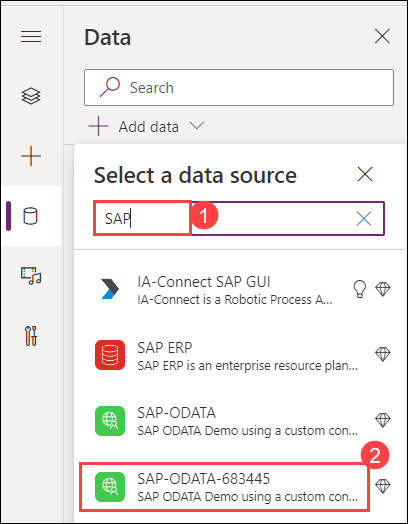 Data
Search
Add data
Select a data source
SAP
1
IA-Connect SAP GUI
IA-Connect is a Robotic Process A...
SAP ERP
SAP ERP is an enterprise resource plan...
SAP-ODATA
SAP ODATA Demo using a custom con...
2
SAP-ODATA-683445
SAP ODATA Demo using a custom con...